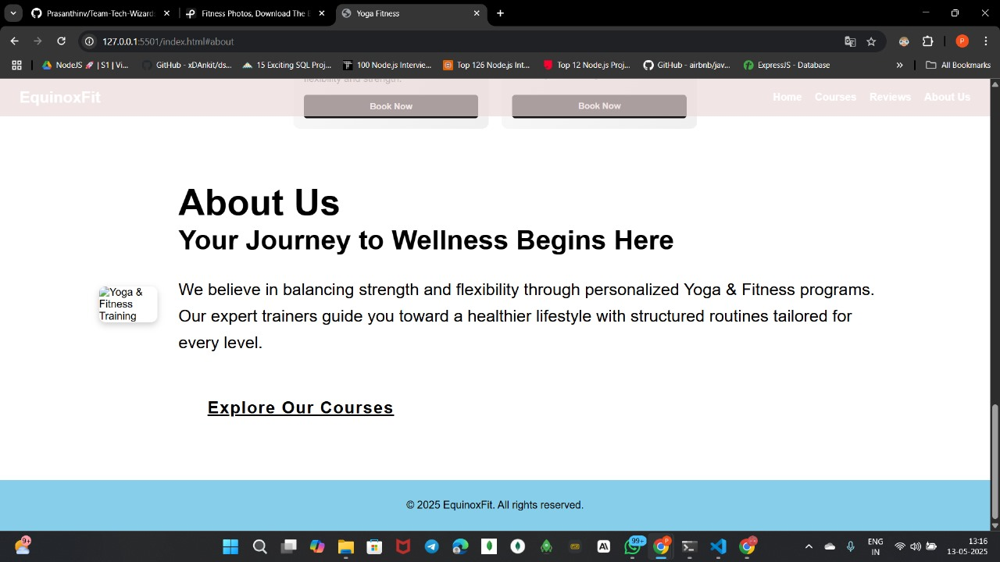 Prasanthinv/Team-Tech-Wizards
Fitness Photos, Download The B
Yoga Fitness
127.0.0.1:5501/index.html#about
P
NodeJS 🚀 | S1 | Vi...
GitHub - xDAnkit/ds...
15 Exciting SQL Proj...
100 Node.js Intervie...
Top 126 Node.js Int...
Top 12 Node.js Proj...
GitHub - airbnb/jav...
ExpressJS - Database
All Bookmarks
flexibility and strength.
EquinoxFit
Home
Courses
Reviews
About Us
Book Now
Book Now
About Us
Your Journey to Wellness Begins Here
Yoga &
Fitness
Training
We believe in balancing strength and flexibility through personalized Yoga & Fitness programs.
Our expert trainers guide you toward a healthier lifestyle with structured routines tailored for
every level.
Explore Our Courses
© 2025 EquinoxFit. All rights reserved.
9+
99+
P
ENG
IN
13:16
13-05-2025